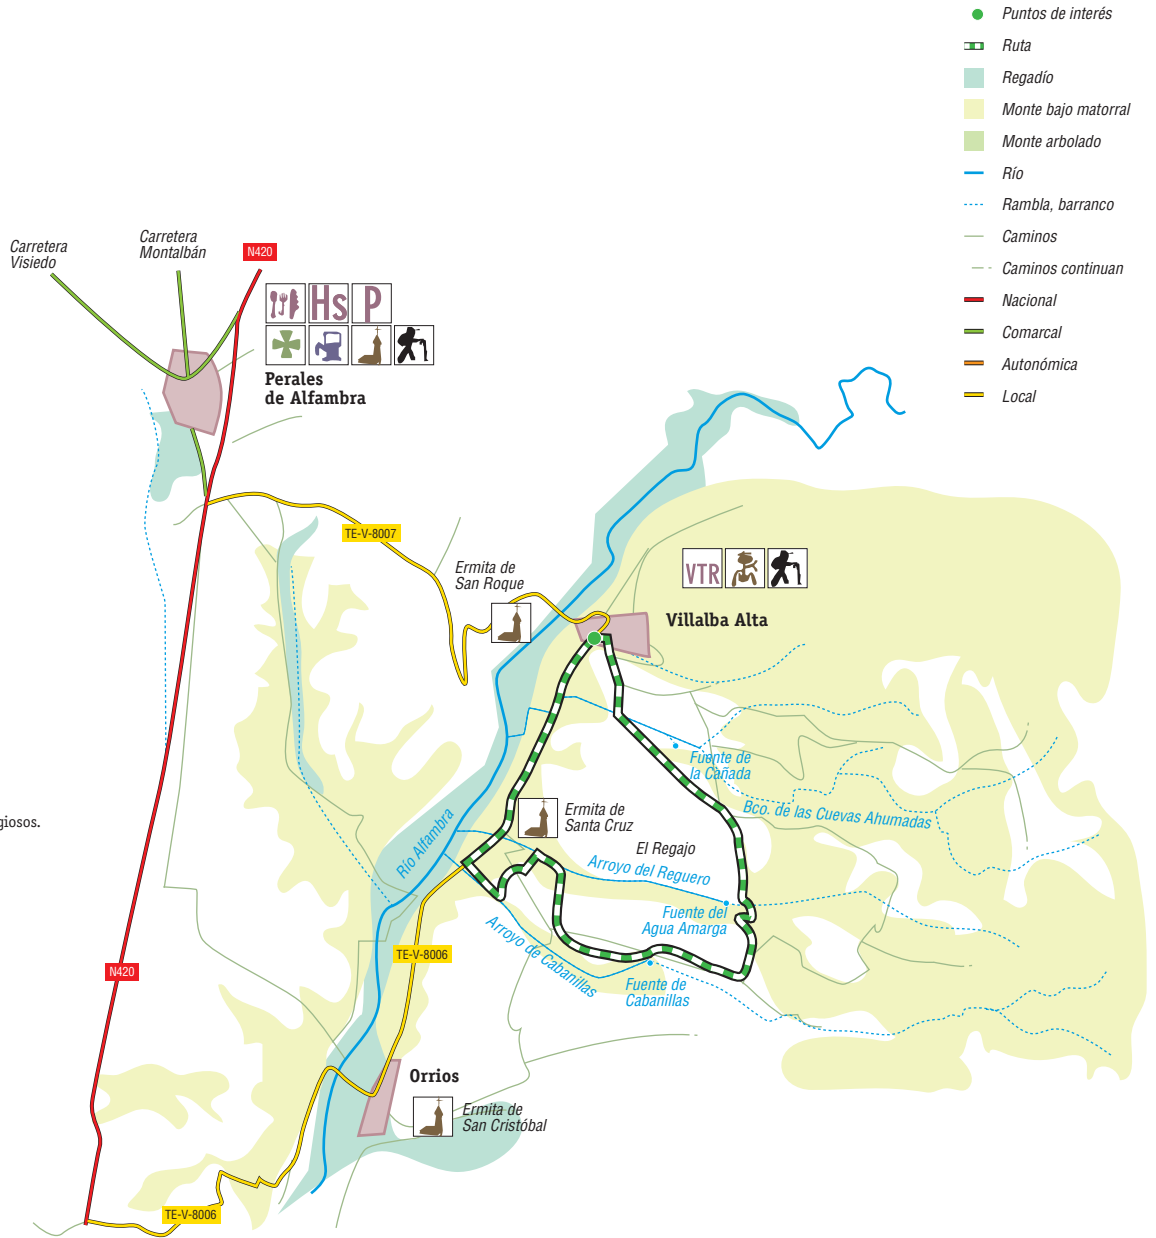 Puntos de interés
Ruta
Regadío
Monte bajo matorral
Monte arbolado
Río
Rambla, barranco
Caminos
Caminos continuan
Nacional
Comarcal
Autonómica
Local
Carretera
Visiedo
Carretera
Montalbán
N420
Hs P
Perales
de Alfambra
TE-V-8007
Ermita de
San Roque
VTR
Villalba Alta
Fuente de
la Cañada
Bco. de las Cuevas Ahumadas
Ermita de
Santa Cruz
El Regajo
Río Alfambra
Arroyo del Reguero
giosos.
Fuente del
Agua Amarga
Arroyo de Cabanillas
TE-V-8006
N420
Fuente de
Cabanillas
Orrios
Ermita de
San Cristóbal
TE-V-8006